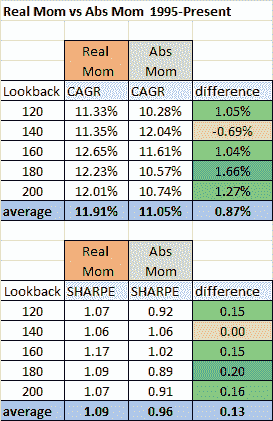 Real Mom vs Abs Mom 1995-Present
Real Abs
Mom Mom
Lookback CAGR CAGR difference
120 11.33% 10.28% 1.05%
140 11.35% 12.04% -0.69%
160 12.65% 11.61% 1.04%
180 12.23% 10.57% 1.66%
200 12.01% 10.74% 1.27%
average 11.91% 11.05% 0.87%
Real Abs
Mom Mom
Lookback SHARPE SHARPE difference
120 1.07 0.92 0.15
140 1.06 1.06 0.00
160 1.17 1.02 0.15
180 1.09 0.89 0.20
200 1.07 0.91 0.16
average 1.09 0.96 0.13